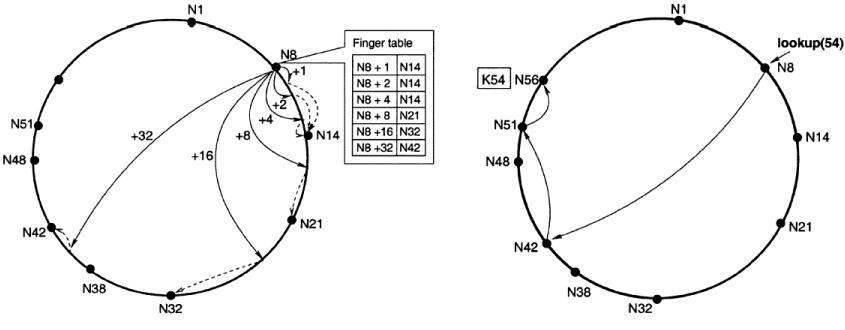 N1
N8
Finger table
N8 + 1 N14
N8 + 2 N14
N8 + 4 N14
N8 + 8 N21
N8 +16 N32
N8 +32 N42
+1
+2
+4
+8
+16
+32
N14
N21
N32
N38
N42
N48
N51
N1
lookup(54)
N8
K54 N56
N51
N14
N48
N21
N42
N38
N32